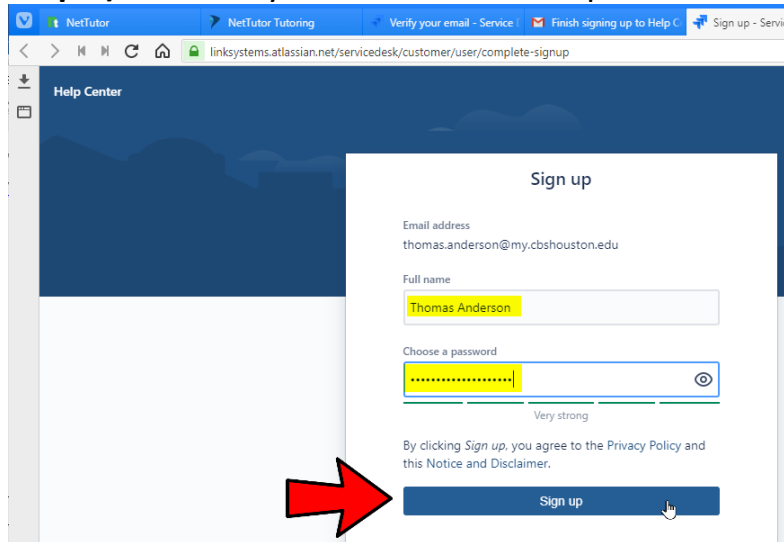 NetTutor
NetTutor Tutoring
Verify your email - Service
Finish signing up to Help C
Sign up - Servi
linksystems.atlassian.net/servicedesk/customer/user/complete-signup
Help Center
Sign up
Email address
thomas.anderson@my.cbshouston.edu
Full name
Thomas Anderson
Choose a password
••••••••••••••••••••
Very strong
By clicking Sign up, you agree to the Privacy Policy and
this Notice and Disclaimer.
Sign up